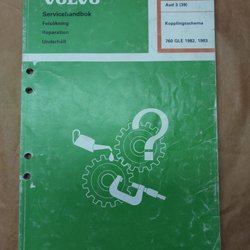 VOLVO
Servicehandbok
Felsökning
Reparation
Underhåll
Avd 3 (39)
Kopplingsschema
760 GLE 1982, 1983